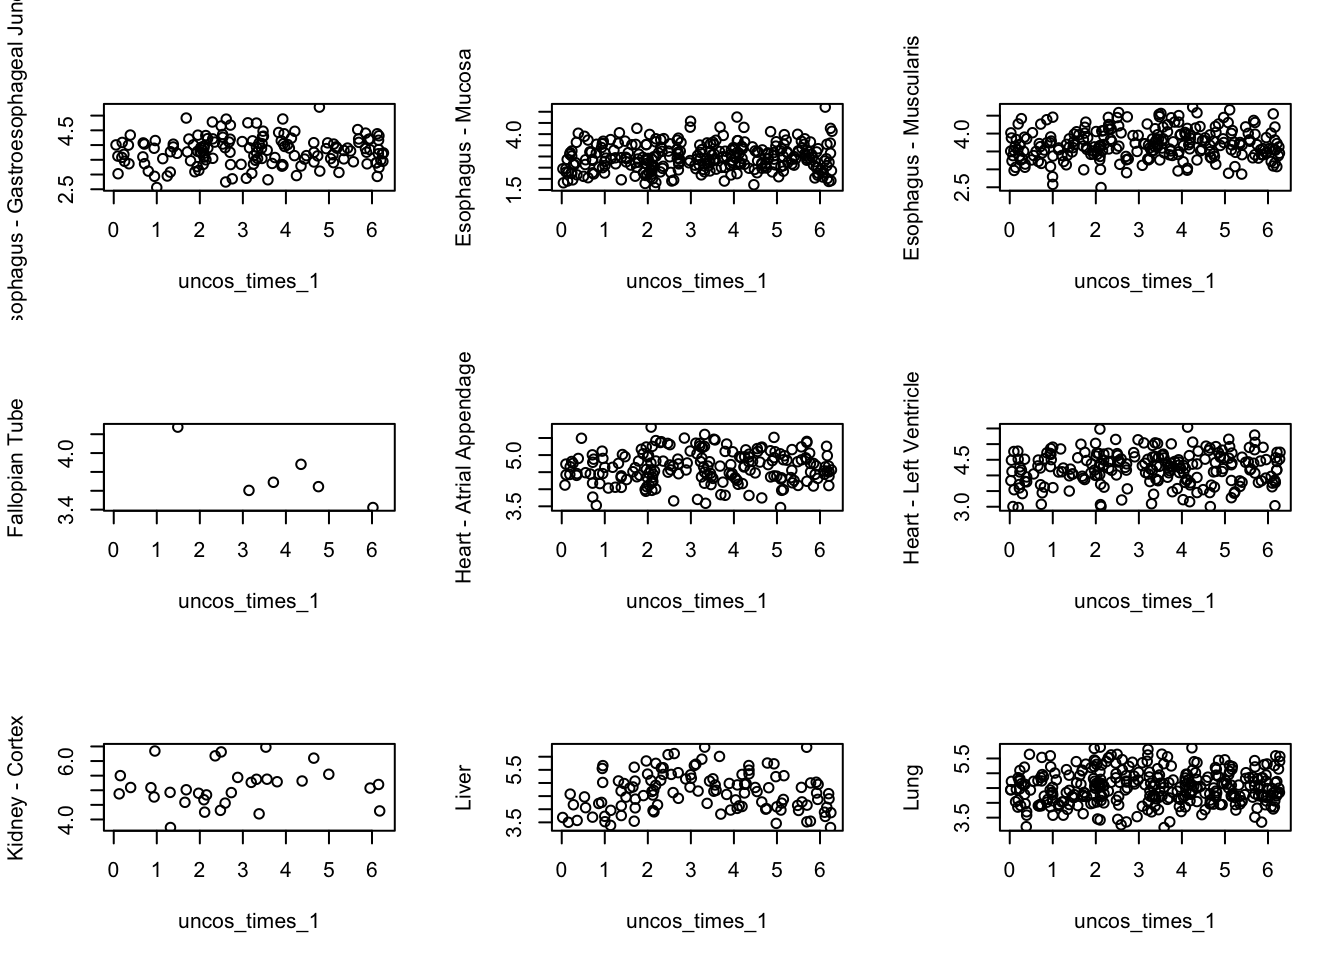 sophagus - Gastroesophageal Junc
2.5 4.5
0 1 2 3 4 5 6
uncos_times_1
Esophagus - Mucosa
1.5 4.0
0 1 2 3 4 5 6
uncos_times_1
Esophagus - Muscularis
2.5 4.0
0 1 2 3 4 5 6
uncos_times_1
Fallopian Tube
3.4 4.0
0 1 2 3 4 5 6
uncos_times_1
Heart - Atrial Appendage
3.5 5.0
0 1 2 3 4 5 6
uncos_times_1
Heart - Left Ventricle
3.0 4.5
0 1 2 3 4 5 6
uncos_times_1
Kidney - Cortex
4.0 6.0
0 1 2 3 4 5 6
uncos_times_1
Liver
3.5 5.5
0 1 2 3 4 5 6
uncos_times_1
Lung
3.5 5.5
0 1 2 3 4 5 6
uncos_times_1